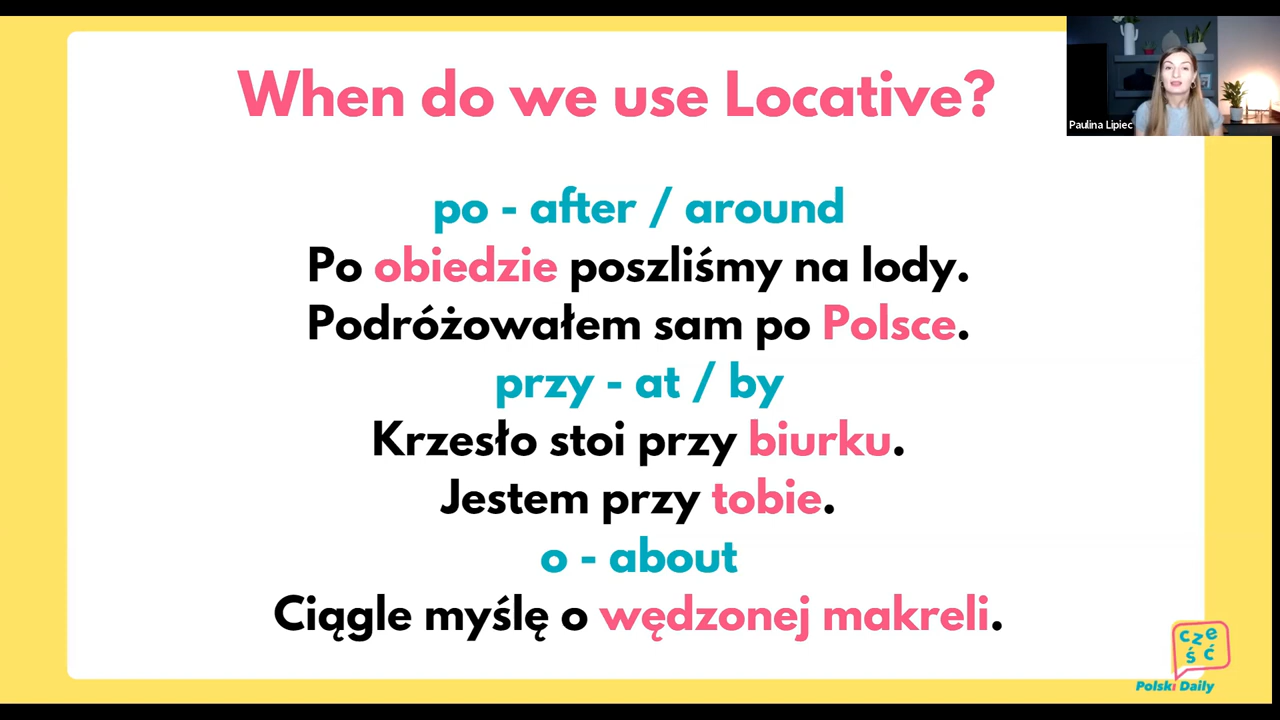 When do we use Locative?
Paulina Lipiec
po - after / around
Po obiedzie poszliśmy na lody.
Podróżowałem sam po Polsce.
przy - at / by
Krzesło stoi przy biurku.
Jestem przy tobie.
o - about
Ciągle myślę o wędzonej makreli.
cze
ść
Polski Daily